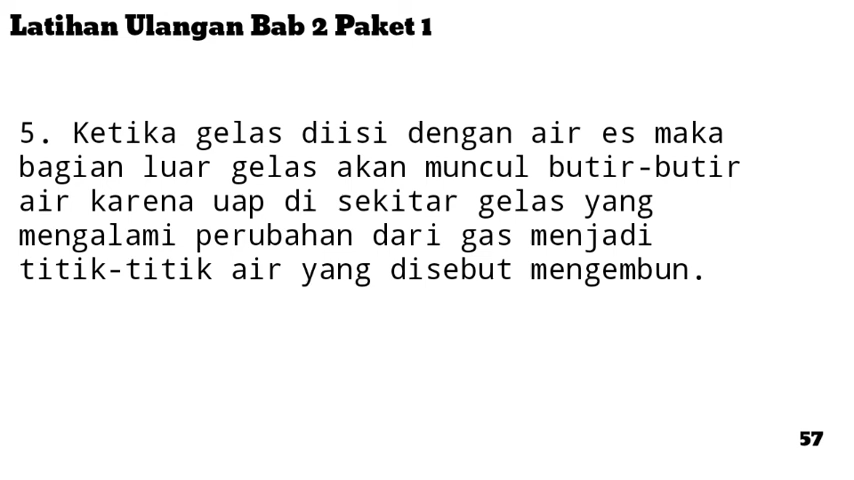 Latihan Ulangan Bab 2 Paket 1
5. Ketika gelas diisi dengan air es maka
bagian luar gelas akan muncul butir-butir
air karena uap di sekitar gelas yang
mengalami perubahan dari gas menjadi
titik-titik air yang disebut mengembun.
57